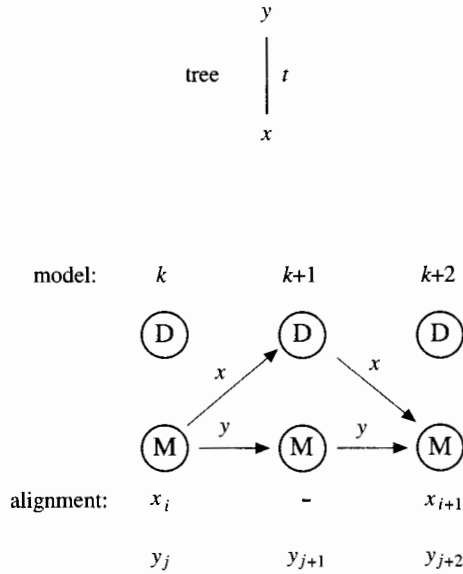 y
tree t
x
model: k k+1 k+2
D D D
x x
y y
M M M
alignment: x_i - x_{i+1}
y_j y_{j+1} y_{j+2}